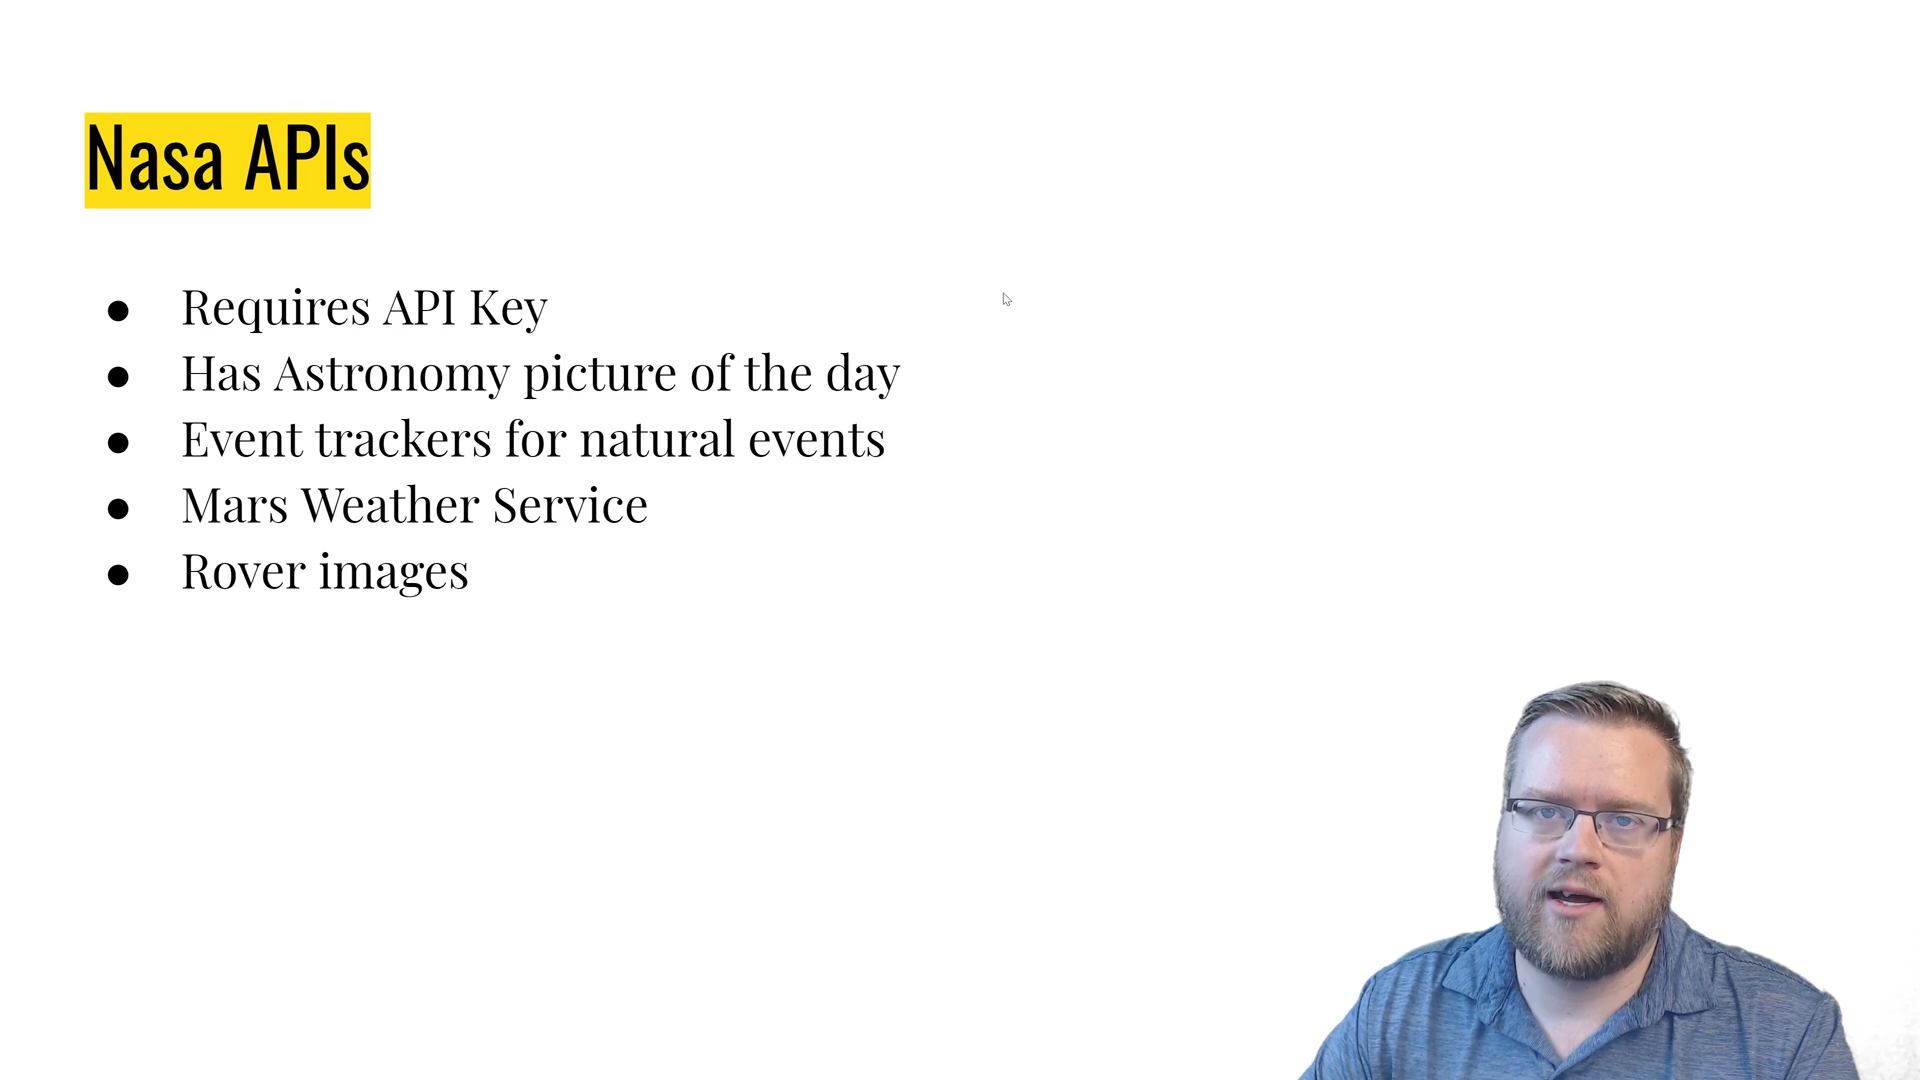 Nasa APIs
● Requires API Key
● Has Astronomy picture of the day
● Event trackers for natural events
● Mars Weather Service
● Rover images